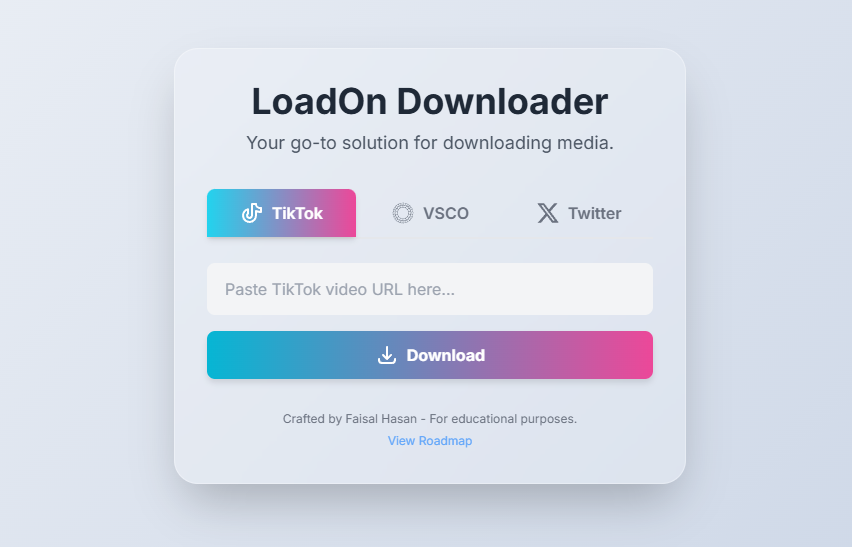 LoadOn Downloader
Your go-to solution for downloading media.
TikTok VSCO Twitter
Paste TikTok video URL here...
Download
Crafted by Faisal Hasan - For educational purposes.
View Roadmap